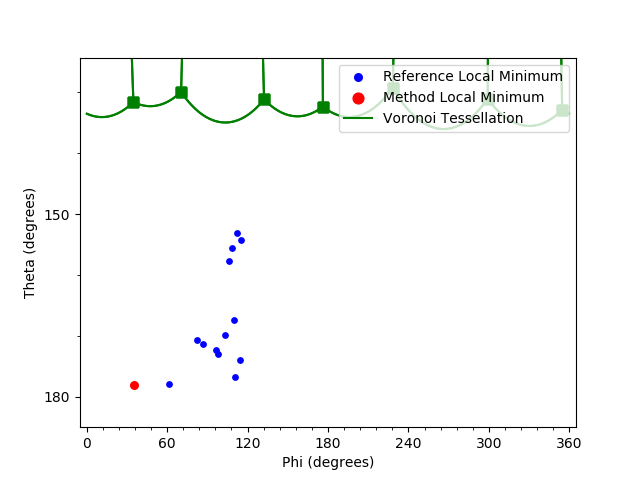 Reference Local Minimum
Method Local Minimum
Voronoi Tessellation
Theta (degrees)
150
180
0 60 120 180 240 300 360
Phi (degrees)